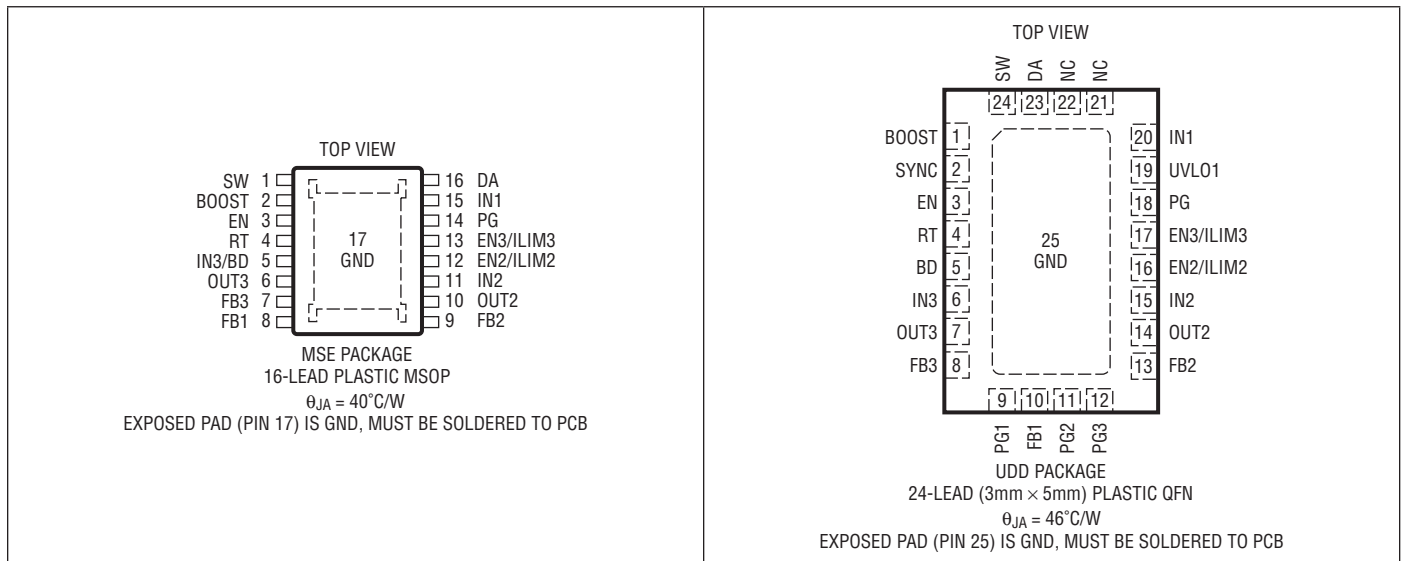 TOP VIEW
SW 1
BOOST 2
EN 3
RT 4
IN3/BD 5
OUT3 6
FB3 7
FB1 8
17
GND
16 DA
15 IN1
14 PG
13 EN3/ILIM3
12 EN2/ILIM2
11 IN2
10 OUT2
9 FB2
MSE PACKAGE
16-LEAD PLASTIC MSOP
θJA = 40°C/W
EXPOSED PAD (PIN 17) IS GND, MUST BE SOLDERED TO PCB
TOP VIEW
SW DA NC NC
24 23 22 21
BOOST 1
SYNC 2
EN 3
RT 4
BD 5
IN3 6
OUT3 7
FB3 8
25
GND
20 IN1
19 UVLO1
18 PG
17 EN3/ILIM3
16 EN2/ILIM2
15 IN2
14 OUT2
13 FB2
9 10 11 12
PG1 FB1 PG2 PG3
UDD PACKAGE
24-LEAD (3mm × 5mm) PLASTIC QFN
θJA = 46°C/W
EXPOSED PAD (PIN 25) IS GND, MUST BE SOLDERED TO PCB